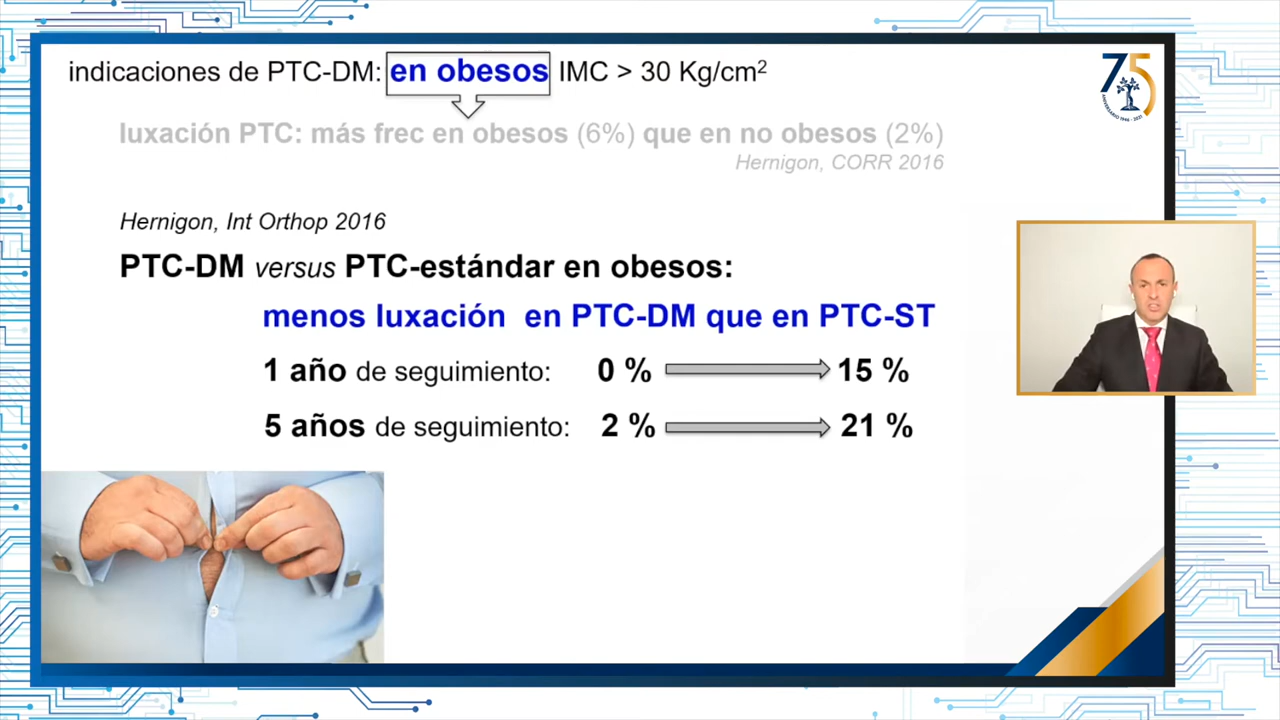 indicaciones de PTC-DM: en obesos IMC > 30 Kg/cm²
luxación PTC: más frec en obesos (6%) que en no obesos (2%)
Hernigon, CORR 2016
Hernigon, Int Orthop 2016
PTC-DM versus PTC-estándar en obesos:
menos luxación en PTC-DM que en PTC-ST
1 año de seguimiento: 0 % 15 %
5 años de seguimiento: 2 % 21 %
75
ANIVERSARIO 1946 - 2021